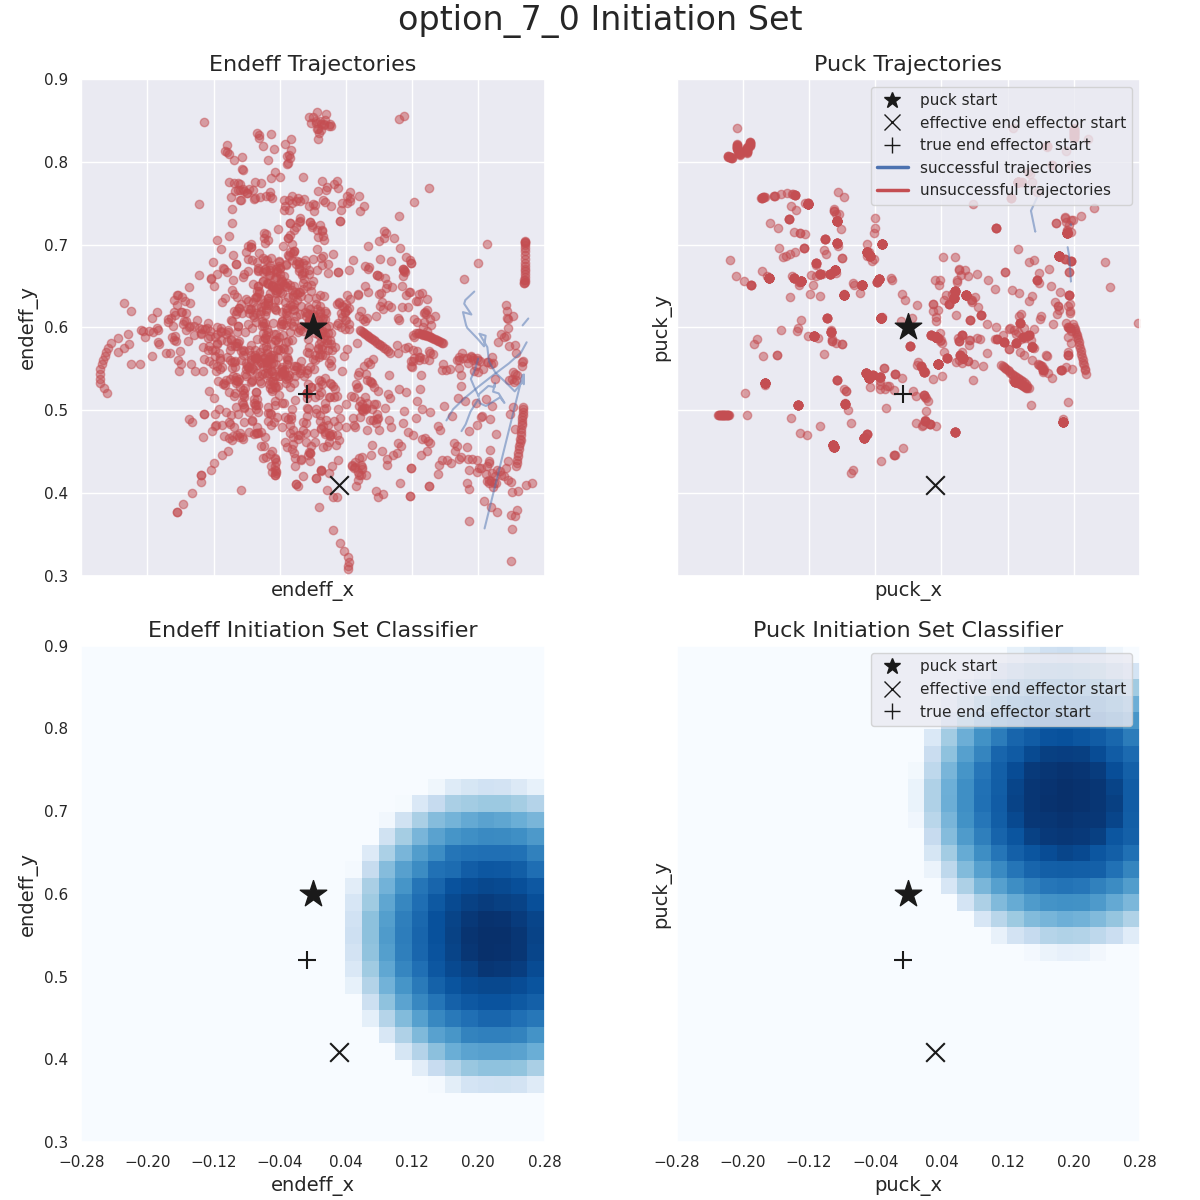 option_7_0 Initiation Set
Endeff Trajectories
Puck Trajectories
0.9
0.8
0.7
0.6
0.5
0.4
0.3
endeff_y
endeff_x
puck_y
puck_x
puck start
effective end effector start
true end effector start
successful trajectories
unsuccessful trajectories
Endeff Initiation Set Classifier
Puck Initiation Set Classifier
0.9
0.8
0.7
0.6
0.5
0.4
0.3
endeff_y
−0.28 −0.20 −0.12 −0.04 0.04 0.12 0.20 0.28
endeff_x
puck_y
puck start
effective end effector start
true end effector start
−0.28 −0.20 −0.12 −0.04 0.04 0.12 0.20 0.28
puck_x